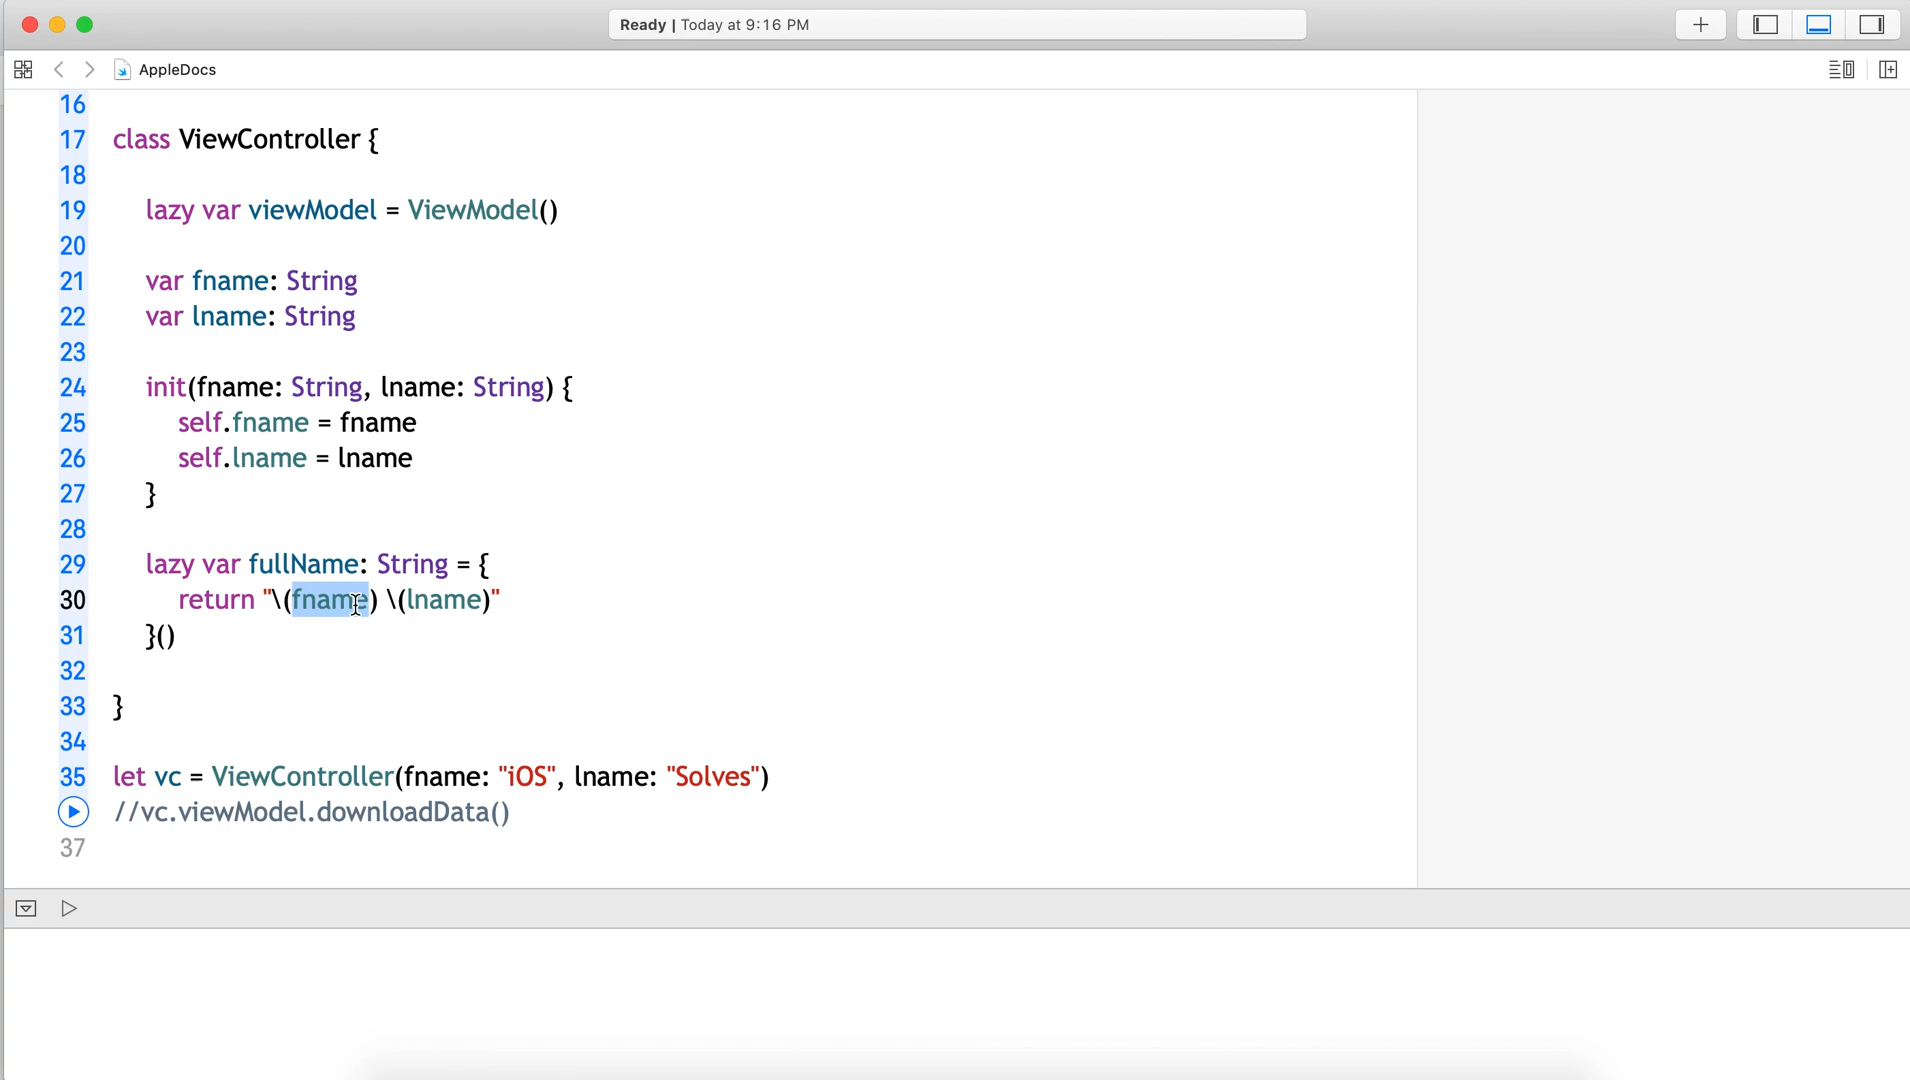 Ready | Today at 9:16 PM
AppleDocs
16
17 class ViewController {
18
19 lazy var viewModel = ViewModel()
20
21 var fname: String
22 var lname: String
23
24 init(fname: String, lname: String) {
25 self.fname = fname
26 self.lname = lname
27 }
28
29 lazy var fullName: String = {
30 return "\(fname) \(lname)"
31 }()
32
33 }
34
35 let vc = ViewController(fname: "iOS", lname: "Solves")
//vc.viewModel.downloadData()
37